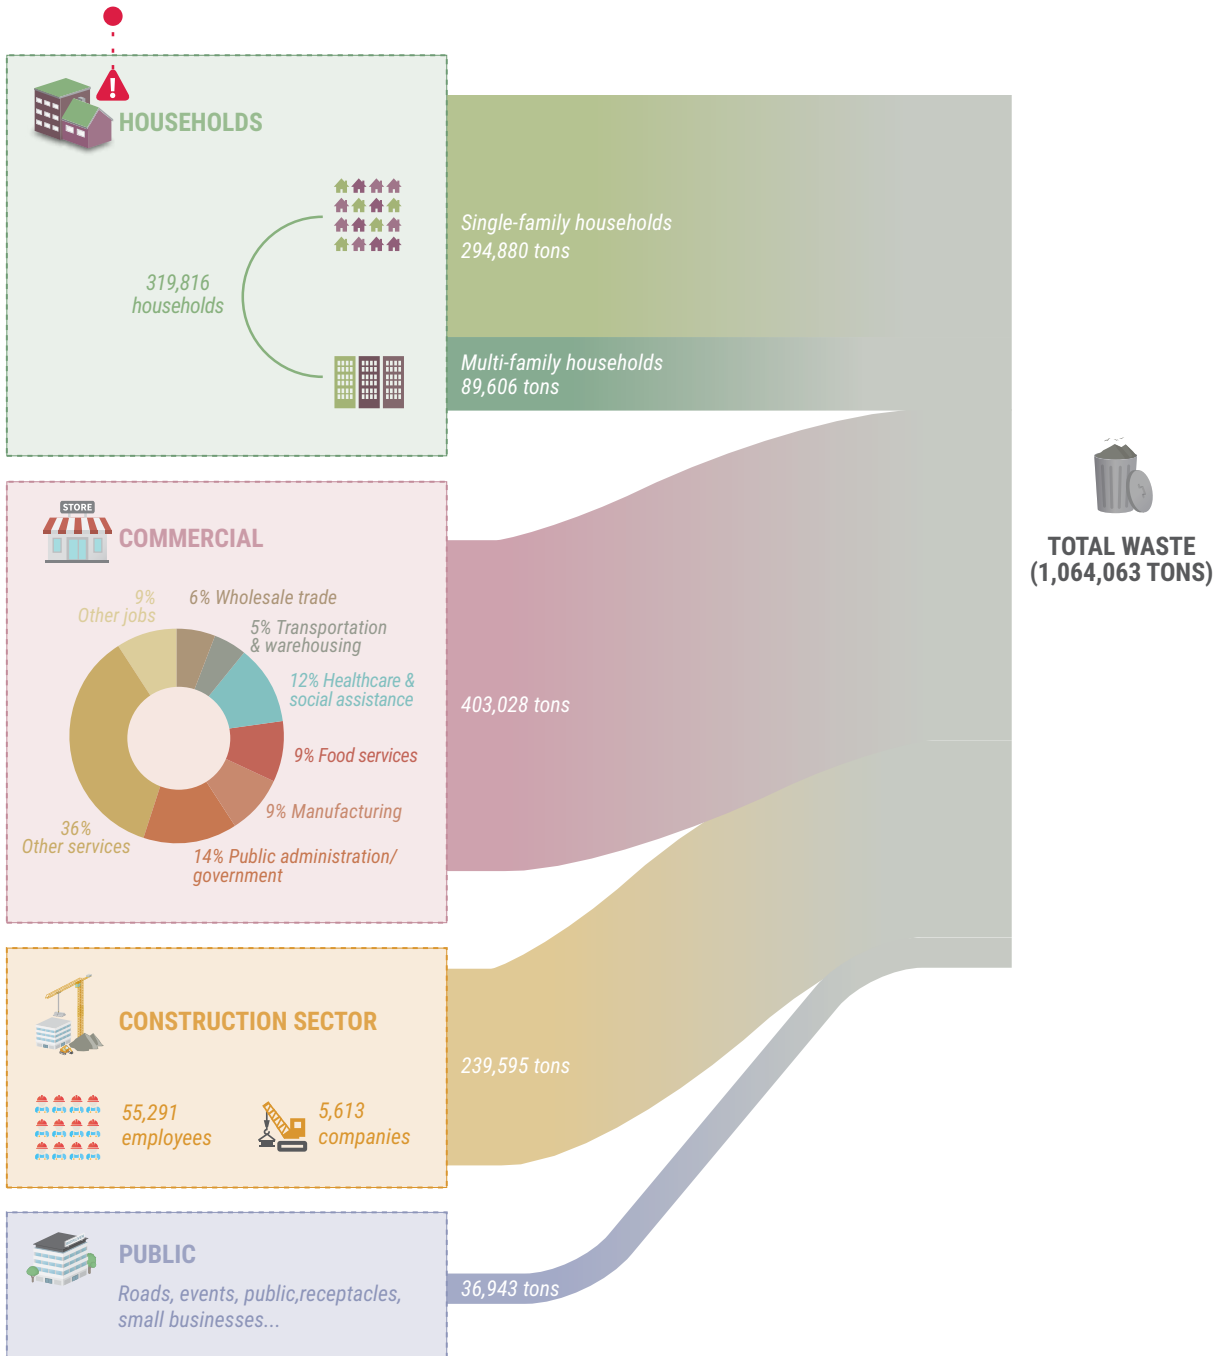 HOUSEHOLDS
319,816
households
Single-family households
294,880 tons
Multi-family households
89,606 tons
STORE
COMMERCIAL
9%
Other jobs
6% Wholesale trade
5% Transportation
& warehousing
12% Healthcare &
social assistance
9% Food services
9% Manufacturing
14% Public administration/
government
36%
Other services
403,028 tons
TOTAL WASTE
(1,064,063 TONS)
CONSTRUCTION SECTOR
55,291
employees
5,613
companies
239,595 tons
PUBLIC
Roads, events, public,receptacles,
small businesses...
36,943 tons